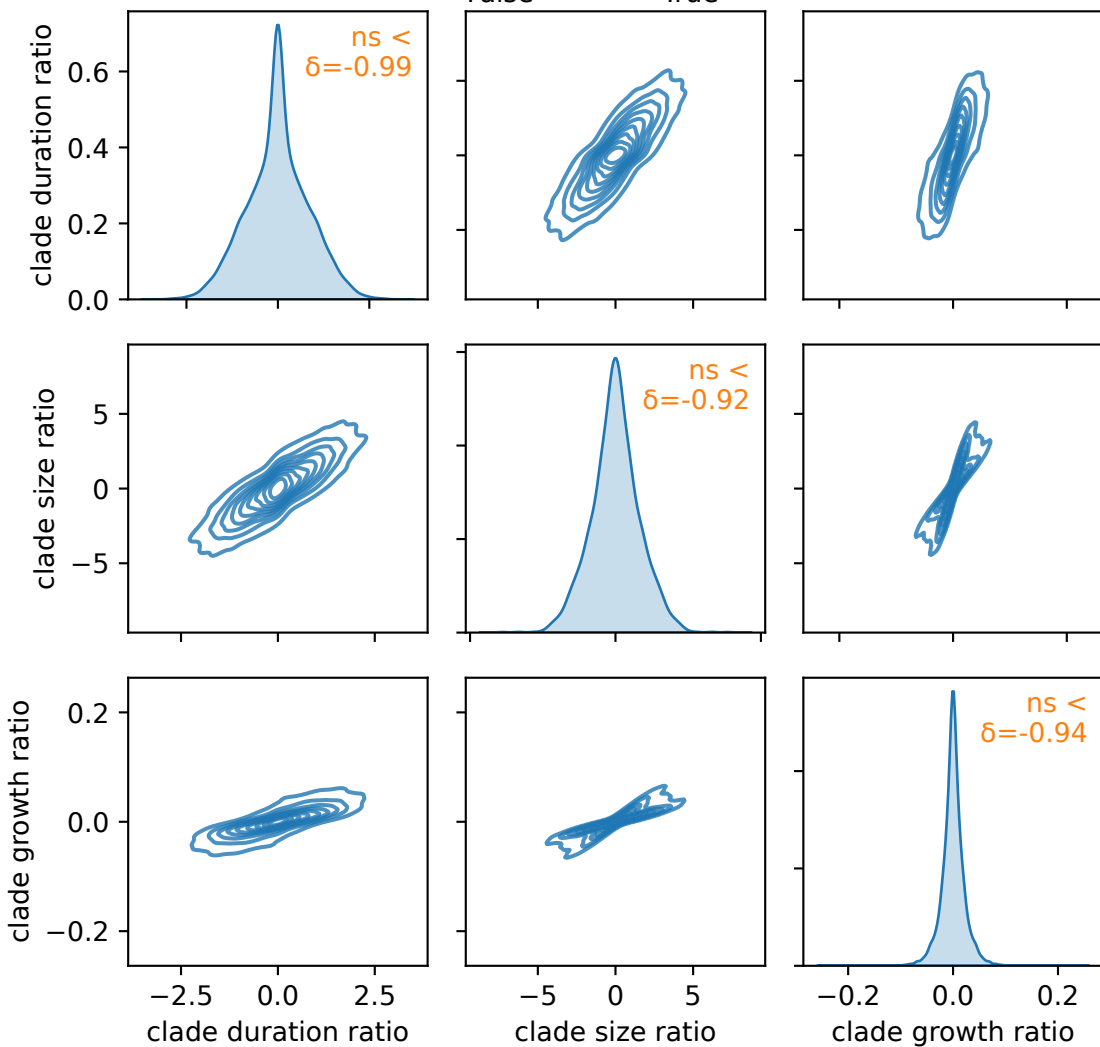 clade duration ratio
0.6
0.4
0.2
0.0
ns <
δ=-0.99
clade size ratio
5
0
−5
ns <
δ=-0.92
clade growth ratio
0.2
0.0
−0.2
ns <
δ=-0.94
−2.5 0.0 2.5
−5 0 5
−0.2 0.0 0.2
clade duration ratio
clade size ratio
clade growth ratio